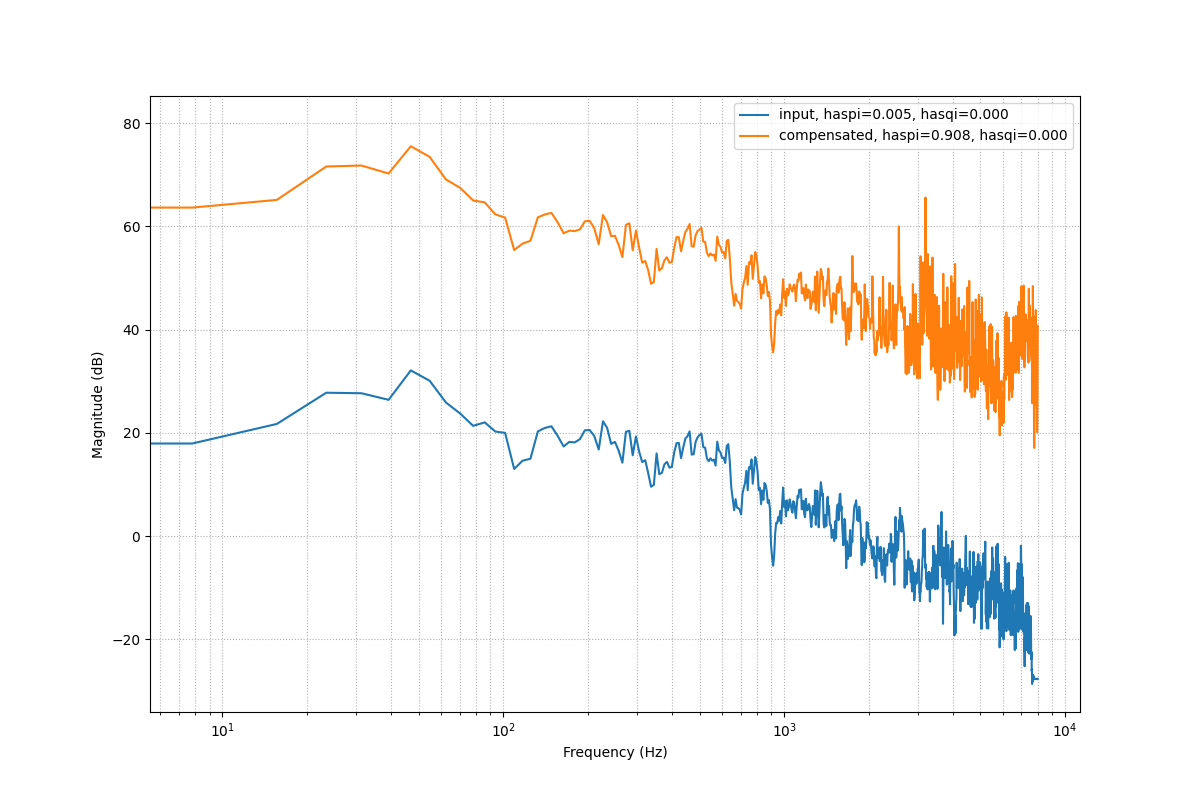 input, haspi=0.005, hasqi=0.000
compensated, haspi=0.908, hasqi=0.000
80
60
40
20
0
−20
Magnitude (dB)
10¹
10²
10³
10⁴
Frequency (Hz)